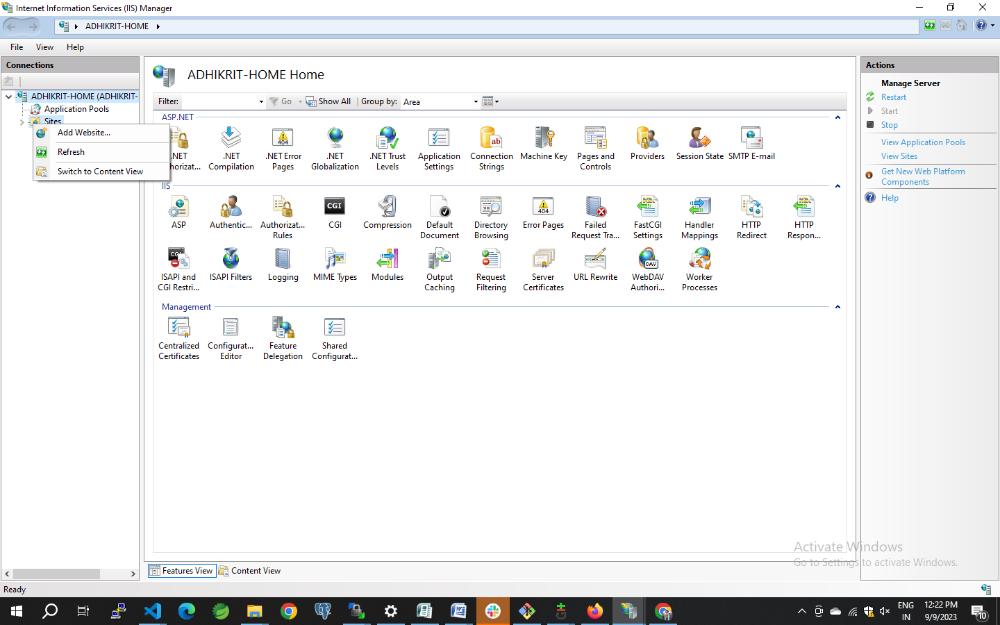 Internet Information Services (IIS) Manager
ADHIKRIT-HOME
File View Help
Connections
ADHIKRIT-HOME (ADHIKRIT-
Application Pools
Sites
Add Website...
Refresh
Switch to Content View
ADHIKRIT-HOME Home
Filter: Go Show All Group by: Area
ASP.NET
.NET
.NET Compilation
.NET Error Pages
.NET Globalization
.NET Trust Levels
Application Settings
Connection Strings
Machine Key
Pages and Controls
Providers
Session State
SMTP E-mail
IIS
ASP
Authentic...
Authorizat... Rules
CGI
Compression
Default Document
Directory Browsing
Error Pages
Failed Request Tra...
FastCGI Settings
Handler Mappings
HTTP Redirect
HTTP Respon...
ISAPI and CGI Restri...
ISAPI Filters
Logging
MIME Types
Modules
Output Caching
Request Filtering
Server Certificates
URL Rewrite
WebDAV Authori...
Worker Processes
Management
Centralized Certificates
Configurat... Editor
Feature Delegation
Shared Configurat...
Features View Content View
Actions
Manage Server
Restart
Start
Stop
View Application Pools
View Sites
Get New Web Platform
Components
Help
Activate Windows
Go to Settings to activate Windows.
Ready
ENG
IN
12:22 PM
9/9/2023
10